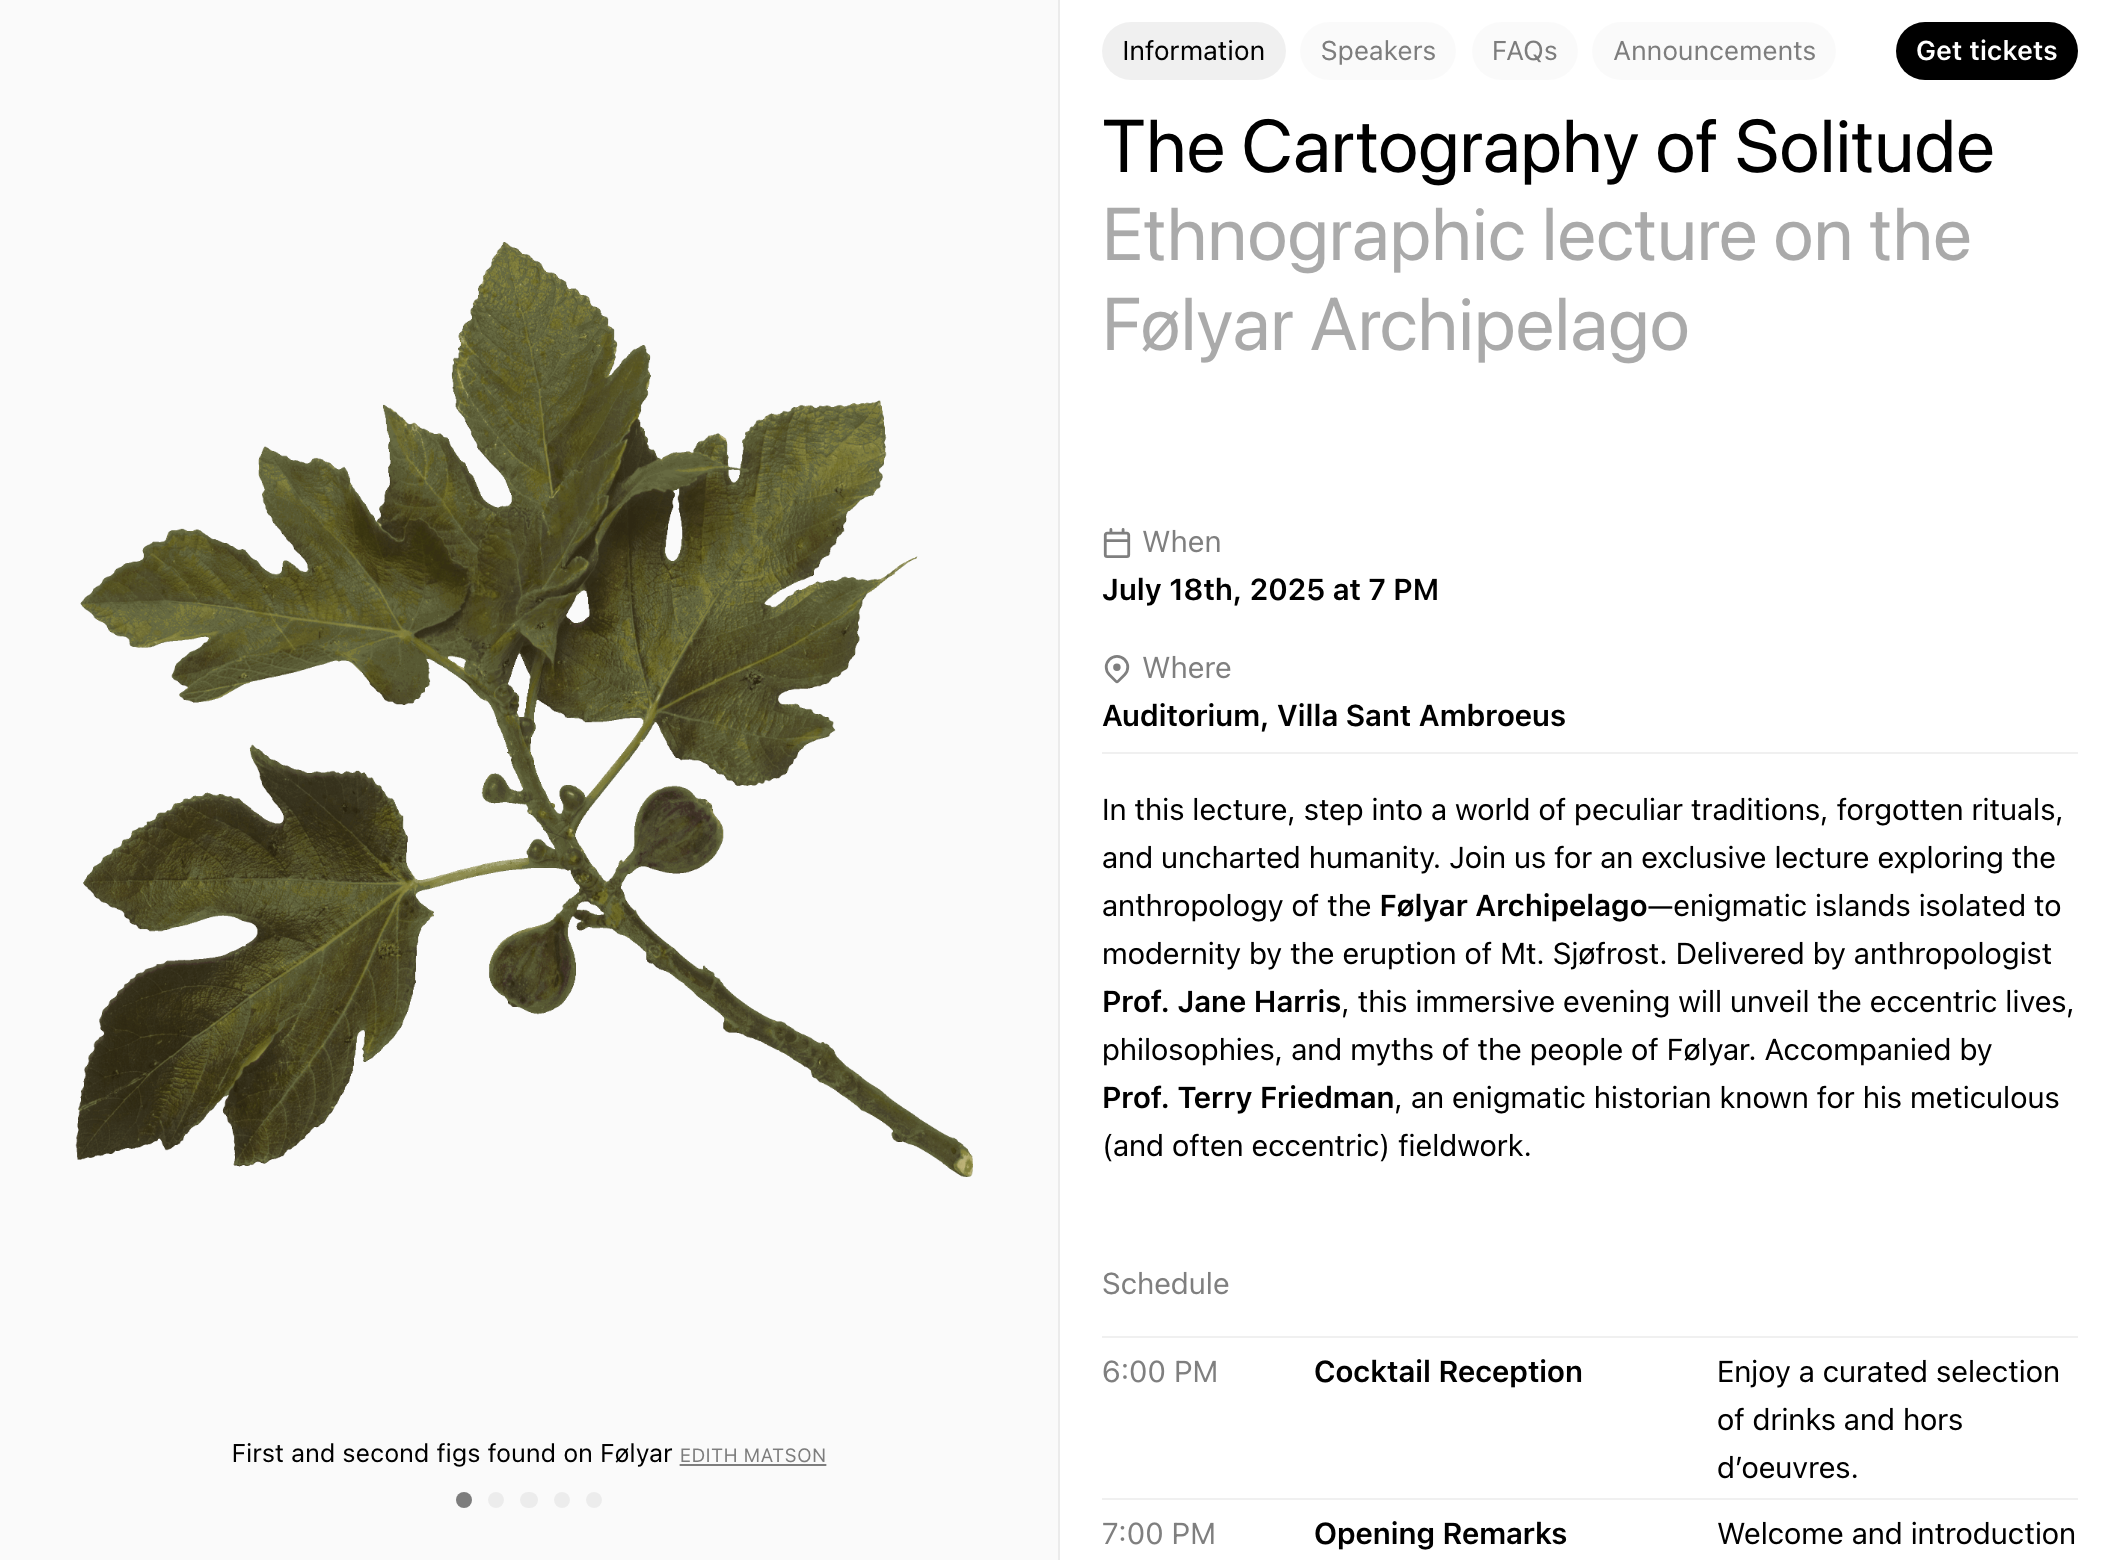 Information Speakers FAQs Announcements Get tickets
The Cartography of Solitude
Ethnographic lecture on the
Følyar Archipelago
When
July 18th, 2025 at 7 PM
Where
Auditorium, Villa Sant Ambroeus
In this lecture, step into a world of peculiar traditions, forgotten rituals,
and uncharted humanity. Join us for an exclusive lecture exploring the
anthropology of the Følyar Archipelago—enigmatic islands isolated to
modernity by the eruption of Mt. Sjøfrost. Delivered by anthropologist
Prof. Jane Harris, this immersive evening will unveil the eccentric lives,
philosophies, and myths of the people of Følyar. Accompanied by
Prof. Terry Friedman, an enigmatic historian known for his meticulous
(and often eccentric) fieldwork.
Schedule
6:00 PM Cocktail Reception Enjoy a curated selection
of drinks and hors
d’oeuvres.
7:00 PM Opening Remarks Welcome and introduction
First and second figs found on Følyar EDITH MATSON